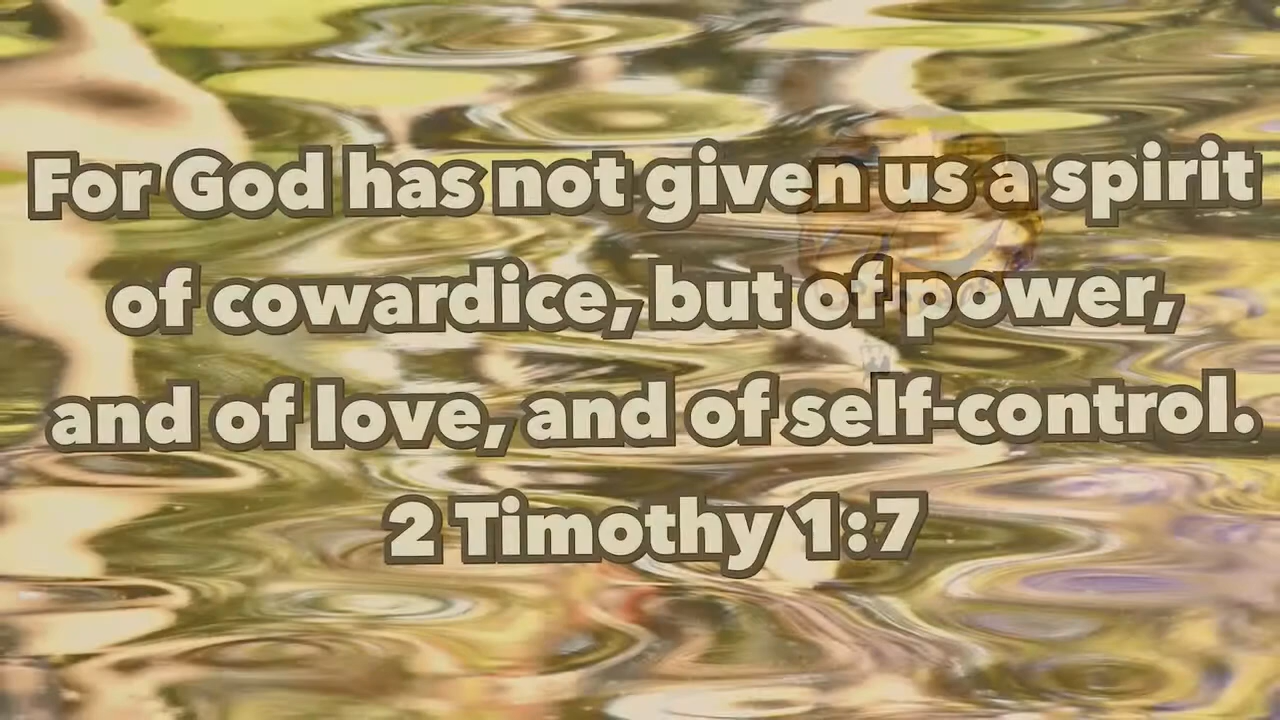 For God has not given us a spirit
of cowardice, but of power,
and of love, and of self-control.
2 Timothy 1:7